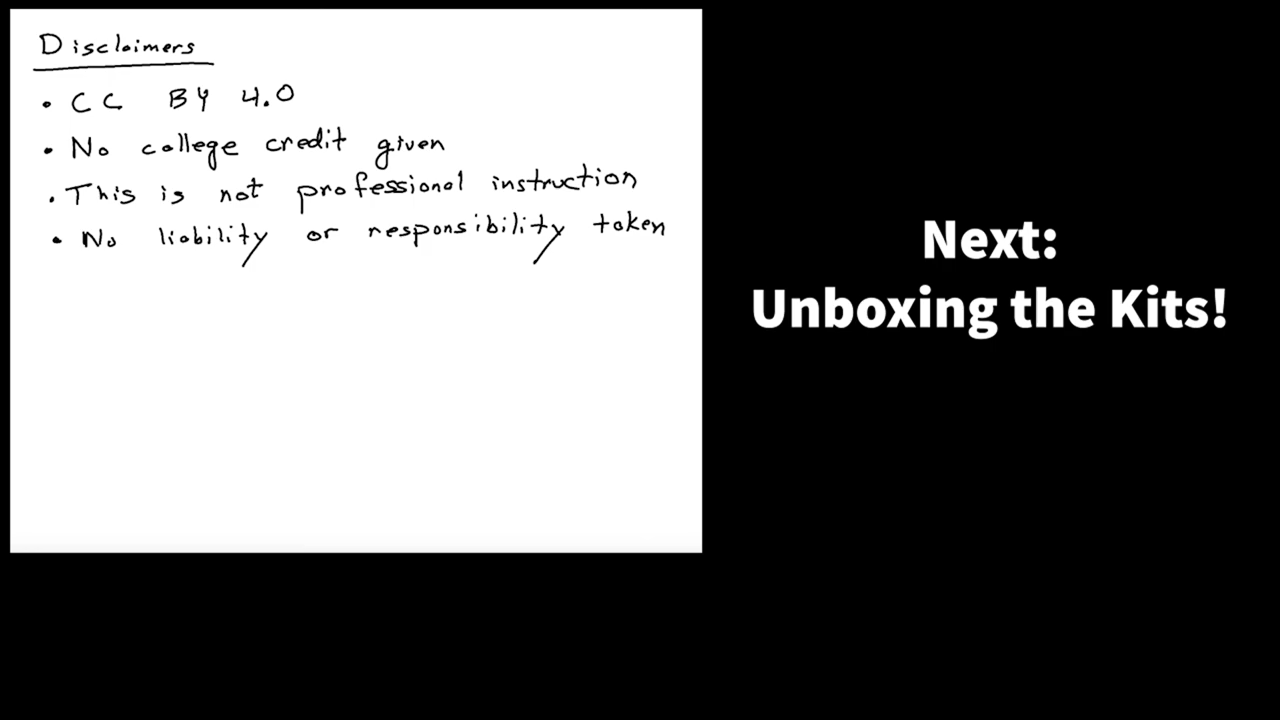 Disclaimers
• CC BY 4.0
• No college credit given
• This is not professional instruction
• No liability or responsibility taken
Next:
Unboxing the Kits!